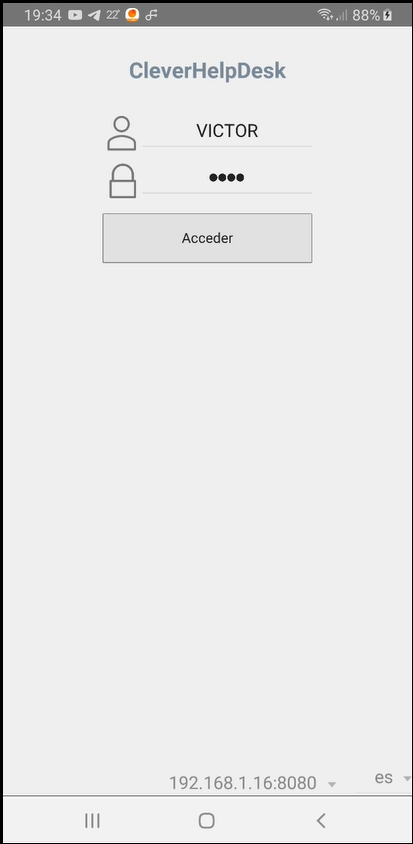 19:34 22° 88%
CleverHelpDesk
VICTOR
••••
Acceder
192.168.1.16:8080 es